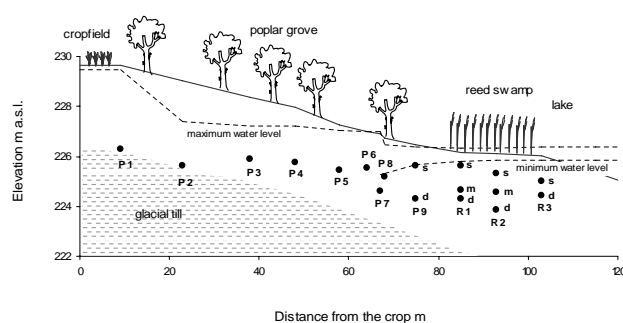 cropfield
poplar grove
reed swamp
lake
230
228
226
224
222
Elevation m a.s.l.
maximum water level
minimum water level
glacial till
P1
P2
P3
P4
P5
P6
P8
P7
s
d
P9
s
m
d
R1
s
m
d
R2
s
d
R3
0 20 40 60 80 100 120
Distance from the crop m